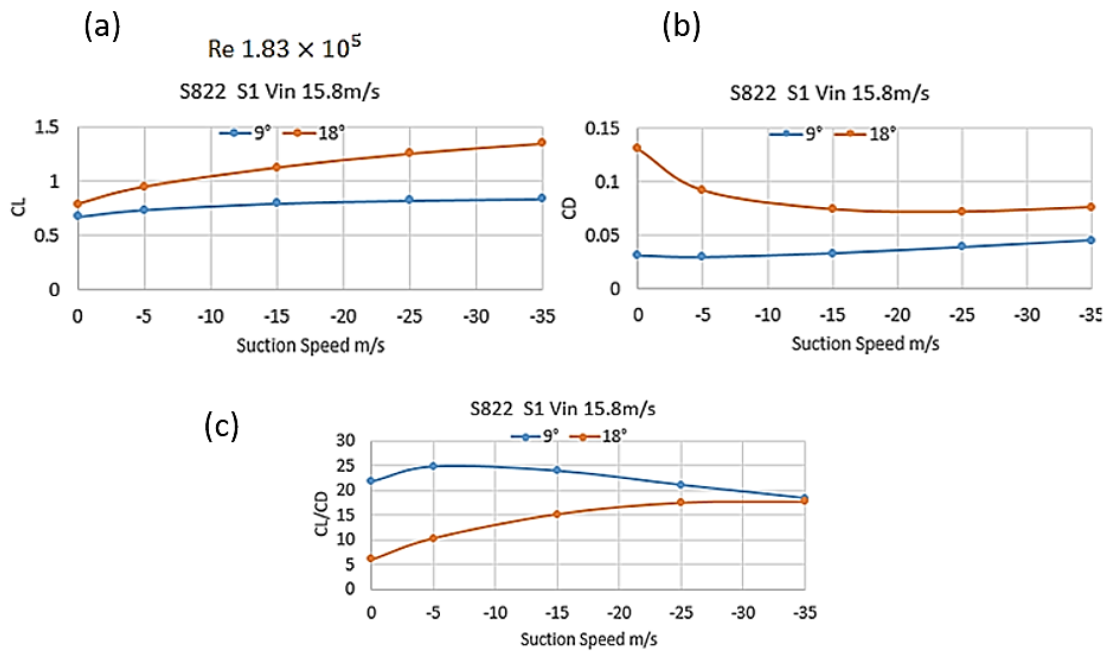 (a)
Re 1.83 × 10⁵
S822 S1 Vin 15.8m/s
9° 18°
1.5
1
0.5
0
CL
0 -5 -10 -15 -20 -25 -30 -35
Suction Speed m/s
(b)
S822 S1 Vin 15.8m/s
9° 18°
0.15
0.1
0.05
0
CD
0 -5 -10 -15 -20 -25 -30 -35
Suction Speed m/s
(c)
S822 S1 Vin 15.8m/s
9° 18°
30
25
20
15
10
5
0
CL/CD
0 -5 -10 -15 -20 -25 -30 -35
Suction Speed m/s